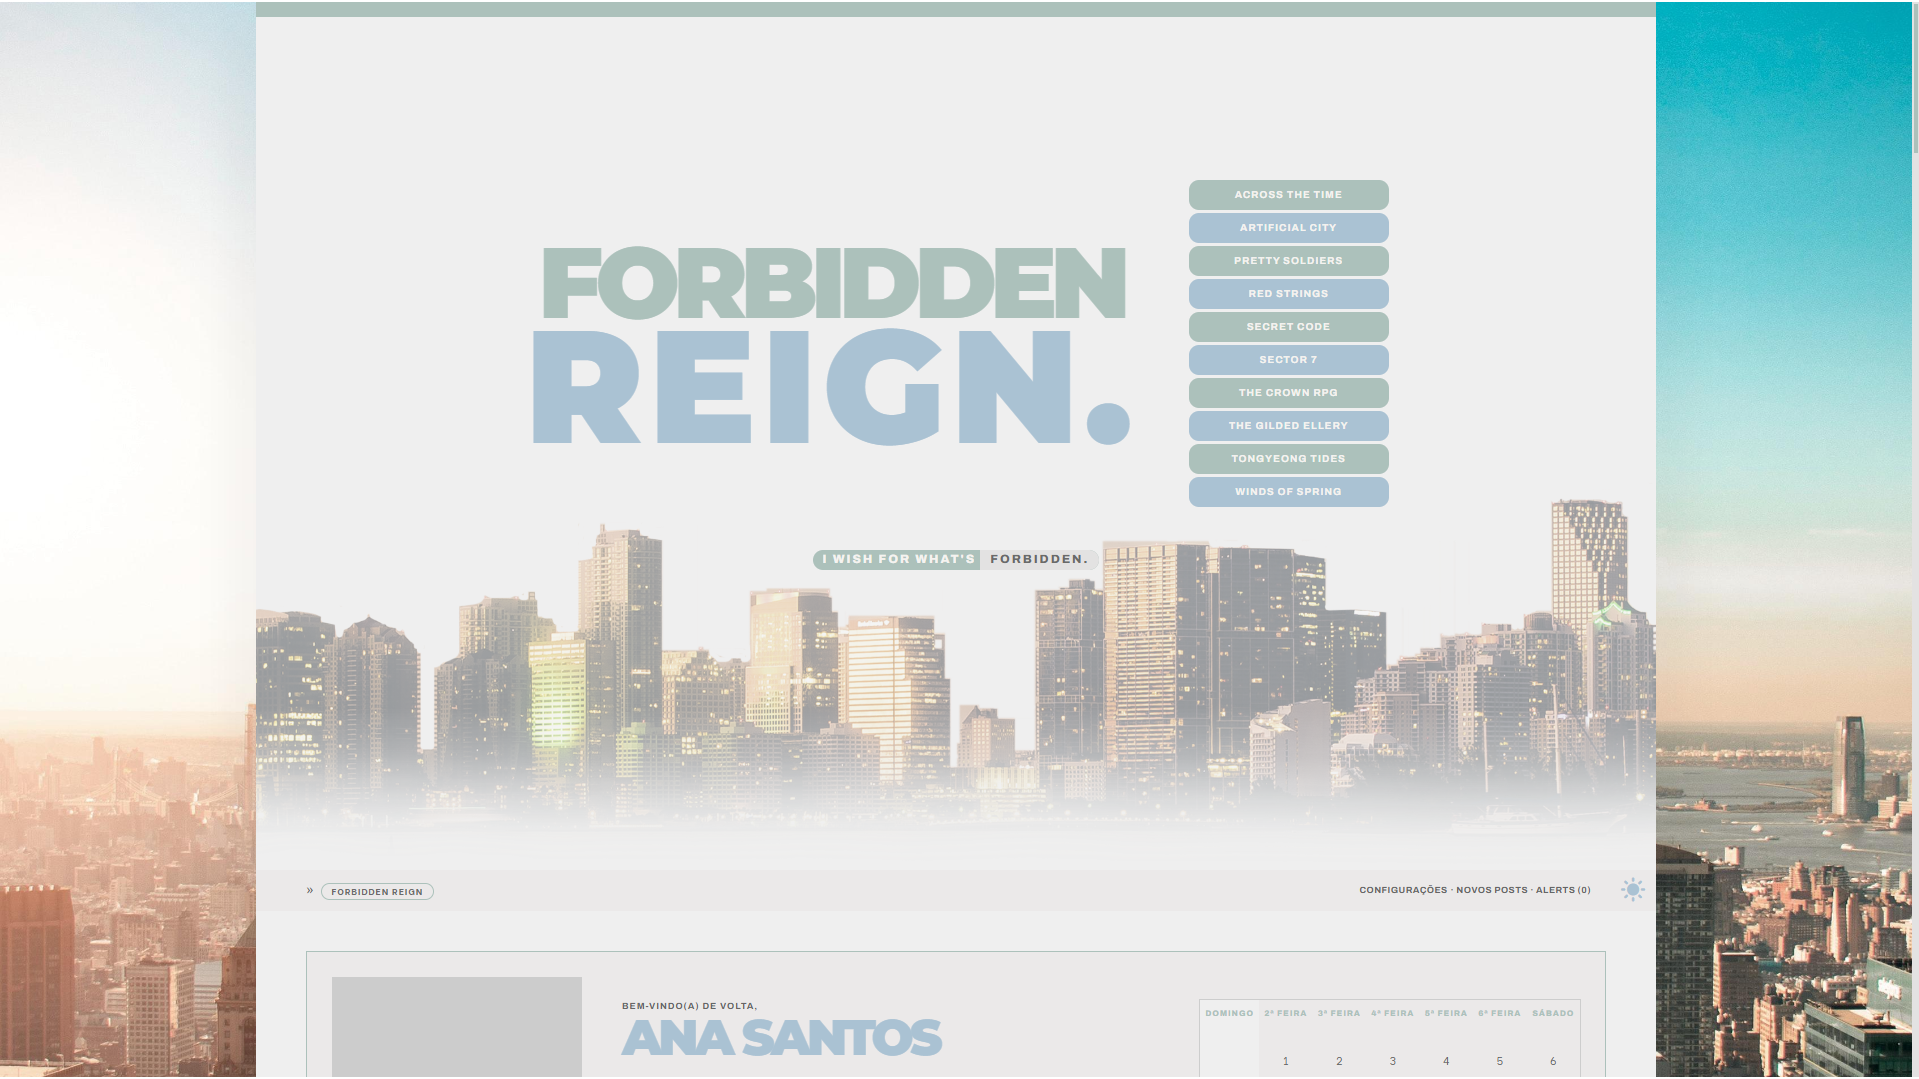 FORBIDDEN
REIGN.
ACROSS THE TIME
ARTIFICIAL CITY
PRETTY SOLDIERS
RED STRINGS
SECRET CODE
SECTOR 7
THE CROWN RPG
THE GILDED ELLERY
TONGYEONG TIDES
WINDS OF SPRING
I WISH FOR WHAT'S FORBIDDEN.
» FORBIDDEN REIGN
CONFIGURAÇÕES · NOVOS POSTS · ALERTS (0)
BEM-VINDO(A) DE VOLTA,
ANA SANTOS
DOMINGO 2ª FEIRA 3ª FEIRA 4ª FEIRA 5ª FEIRA 6ª FEIRA SÁBADO
1 2 3 4 5 6